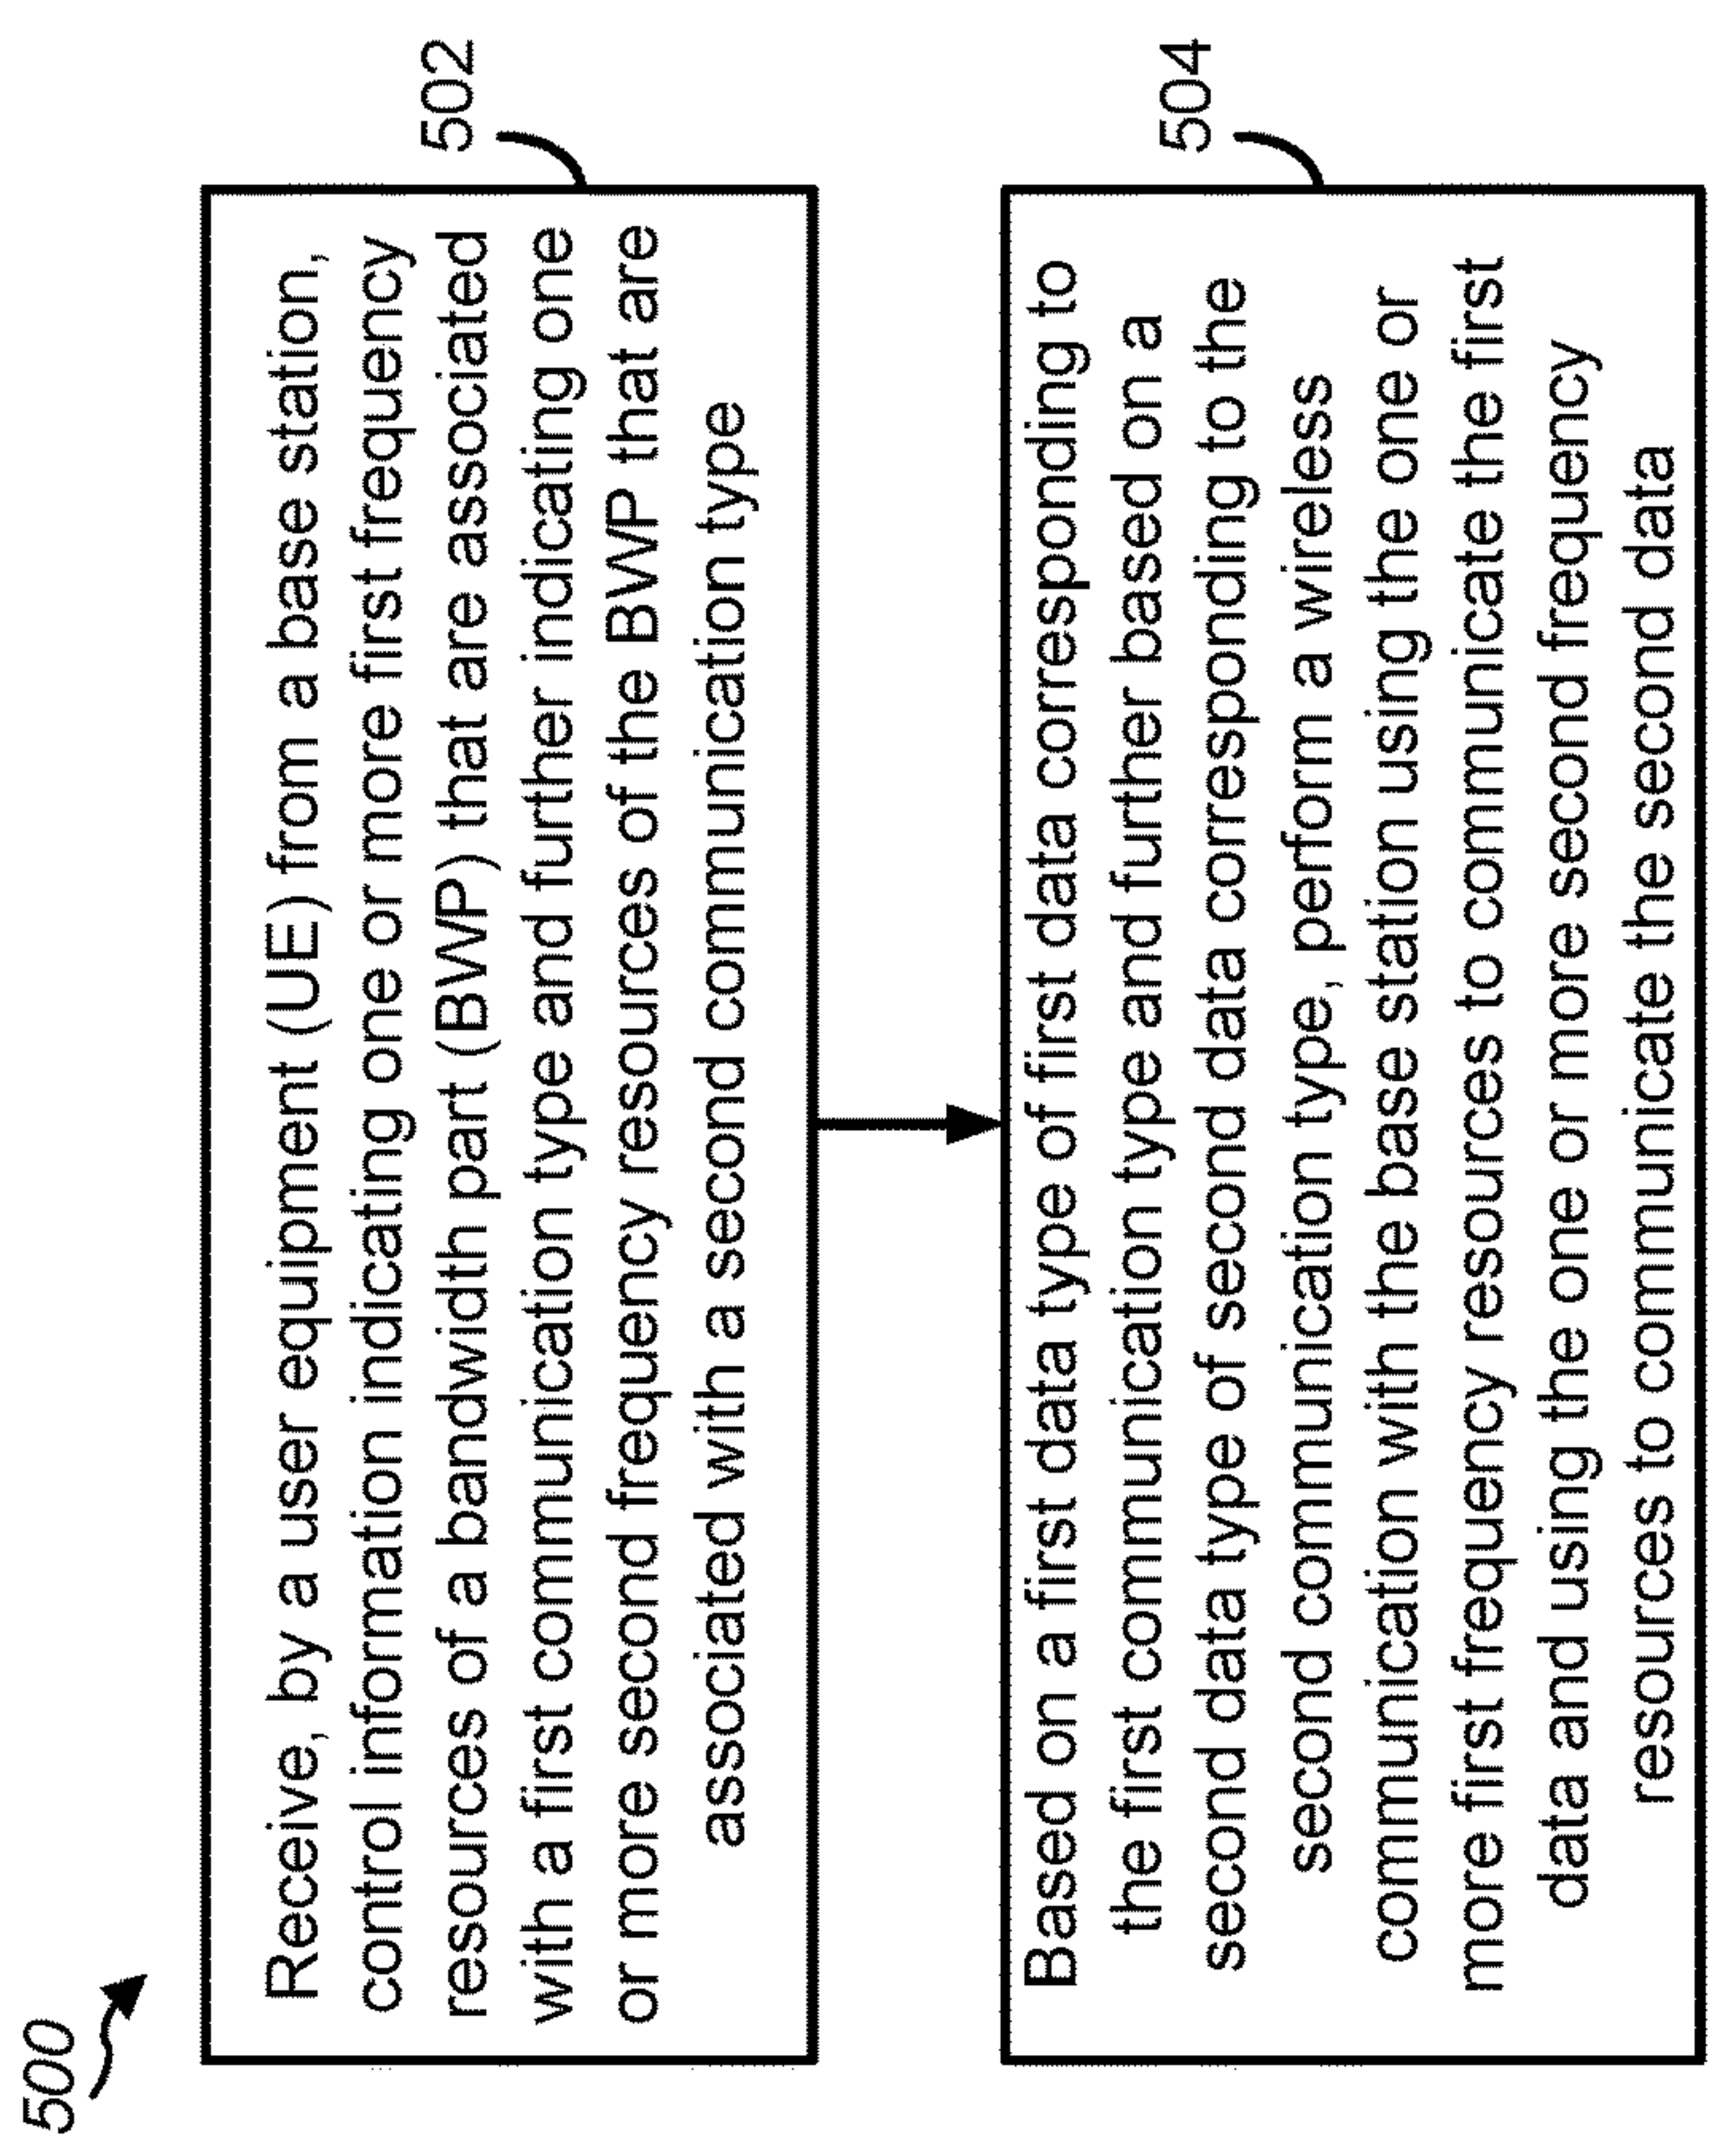 500
502
Receive, by a user equipment (UE) from a base station,
control information indicating one or more first frequency
resources of a bandwidth part (BWP) that are associated
with a first communication type and further indicating one
or more second frequency resources of the BWP that are
associated with a second communication type
504
Based on a first data type of first data corresponding to
the first communication type and further based on a
second data type of second data corresponding to the
second communication type, perform a wireless
communication with the base station using the one or
more first frequency resources to communicate the first
data and using the one or more second frequency
resources to communicate the second data